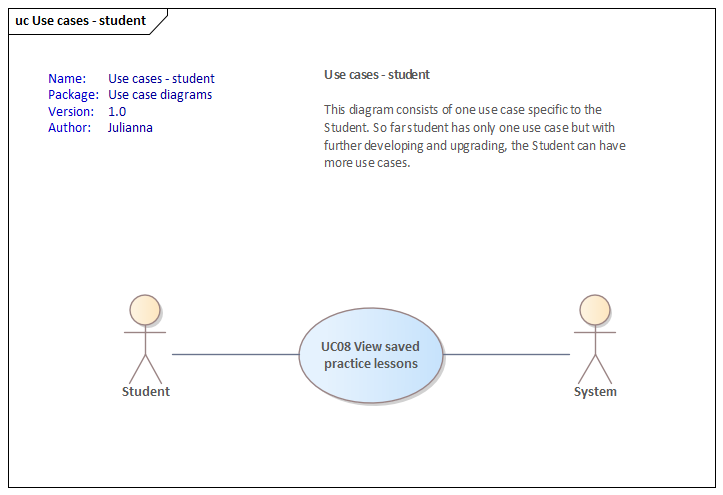 uc Use cases - student
Name: Use cases - student
Package: Use case diagrams
Version: 1.0
Author: Julianna
Use cases - student
This diagram consists of one use case specific to the
Student. So far student has only one use case but with
further developing and upgrading, the Student can have
more use cases.
UC08 View saved
practice lessons
Student
System